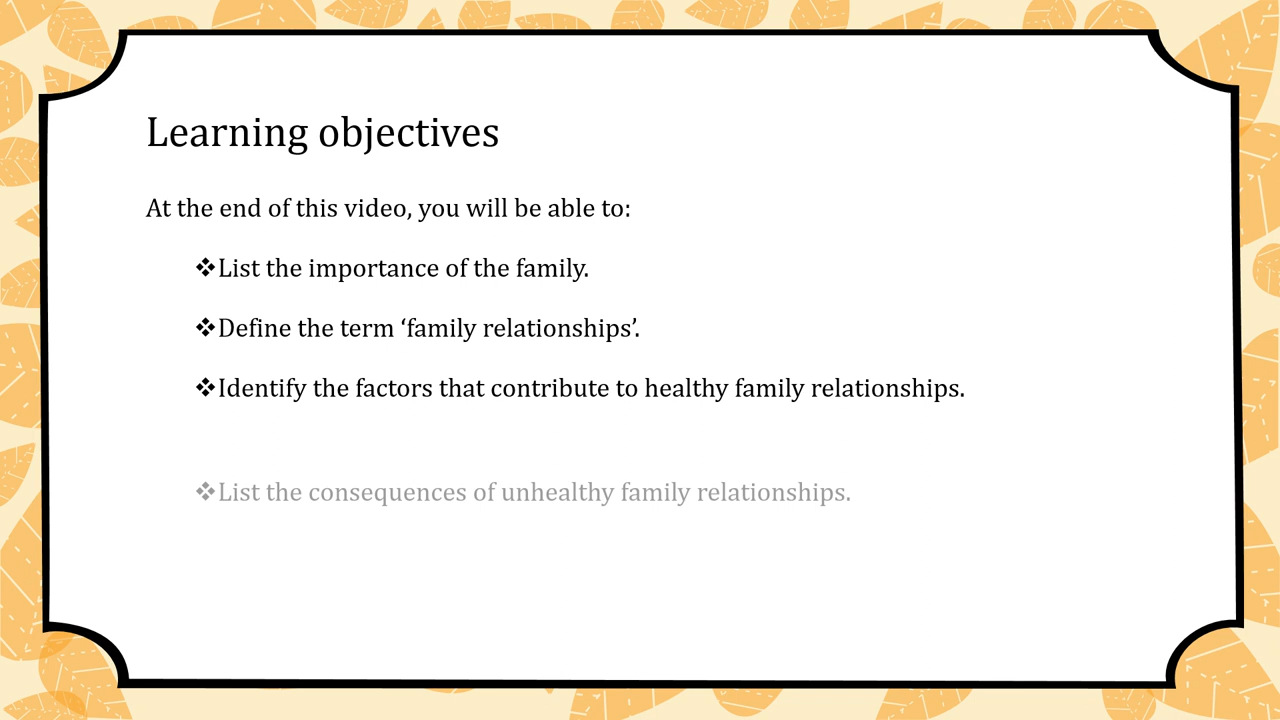 Learning objectives
At the end of this video, you will be able to:
❖List the importance of the family.
❖Define the term ‘family relationships’.
❖Identify the factors that contribute to healthy family relationships.
❖List the consequences of unhealthy family relationships.